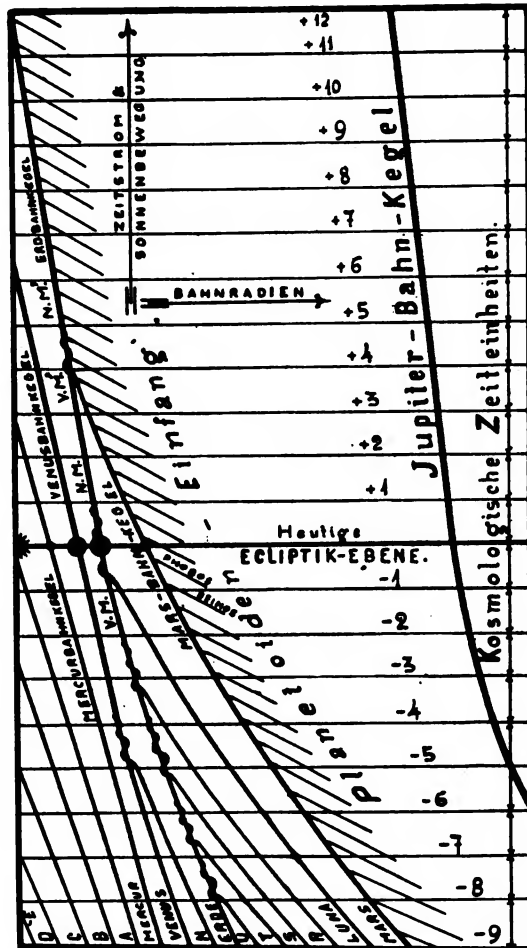 +12
+11
+10
+9
+8
+7
+6
+5
+4
+3
+2
+1
-1
-2
-3
-4
-5
-6
-7
-8
-9
ZEITSTROM &
SONNENBEWEGUNG
BAHNRADIEN
ERDBAHNKEGEL
N.M.
V.M.
VENUSBAHNKEGEL
N.M.
V.M.
MERCURBAHNKEGEL
MARS-BAHN-KEGEL
PHOBOS
DEIMOS
Planetoiden - Einfang.
Heutige
ECLIPTIK-EBENE.
Jupiter-Bahn-Kegel
Kosmologische Zeiteinheiten.
D
C
B
A
MERCUR
VENUS
N
ERDE
U
T
S
R
LUNA
MARS